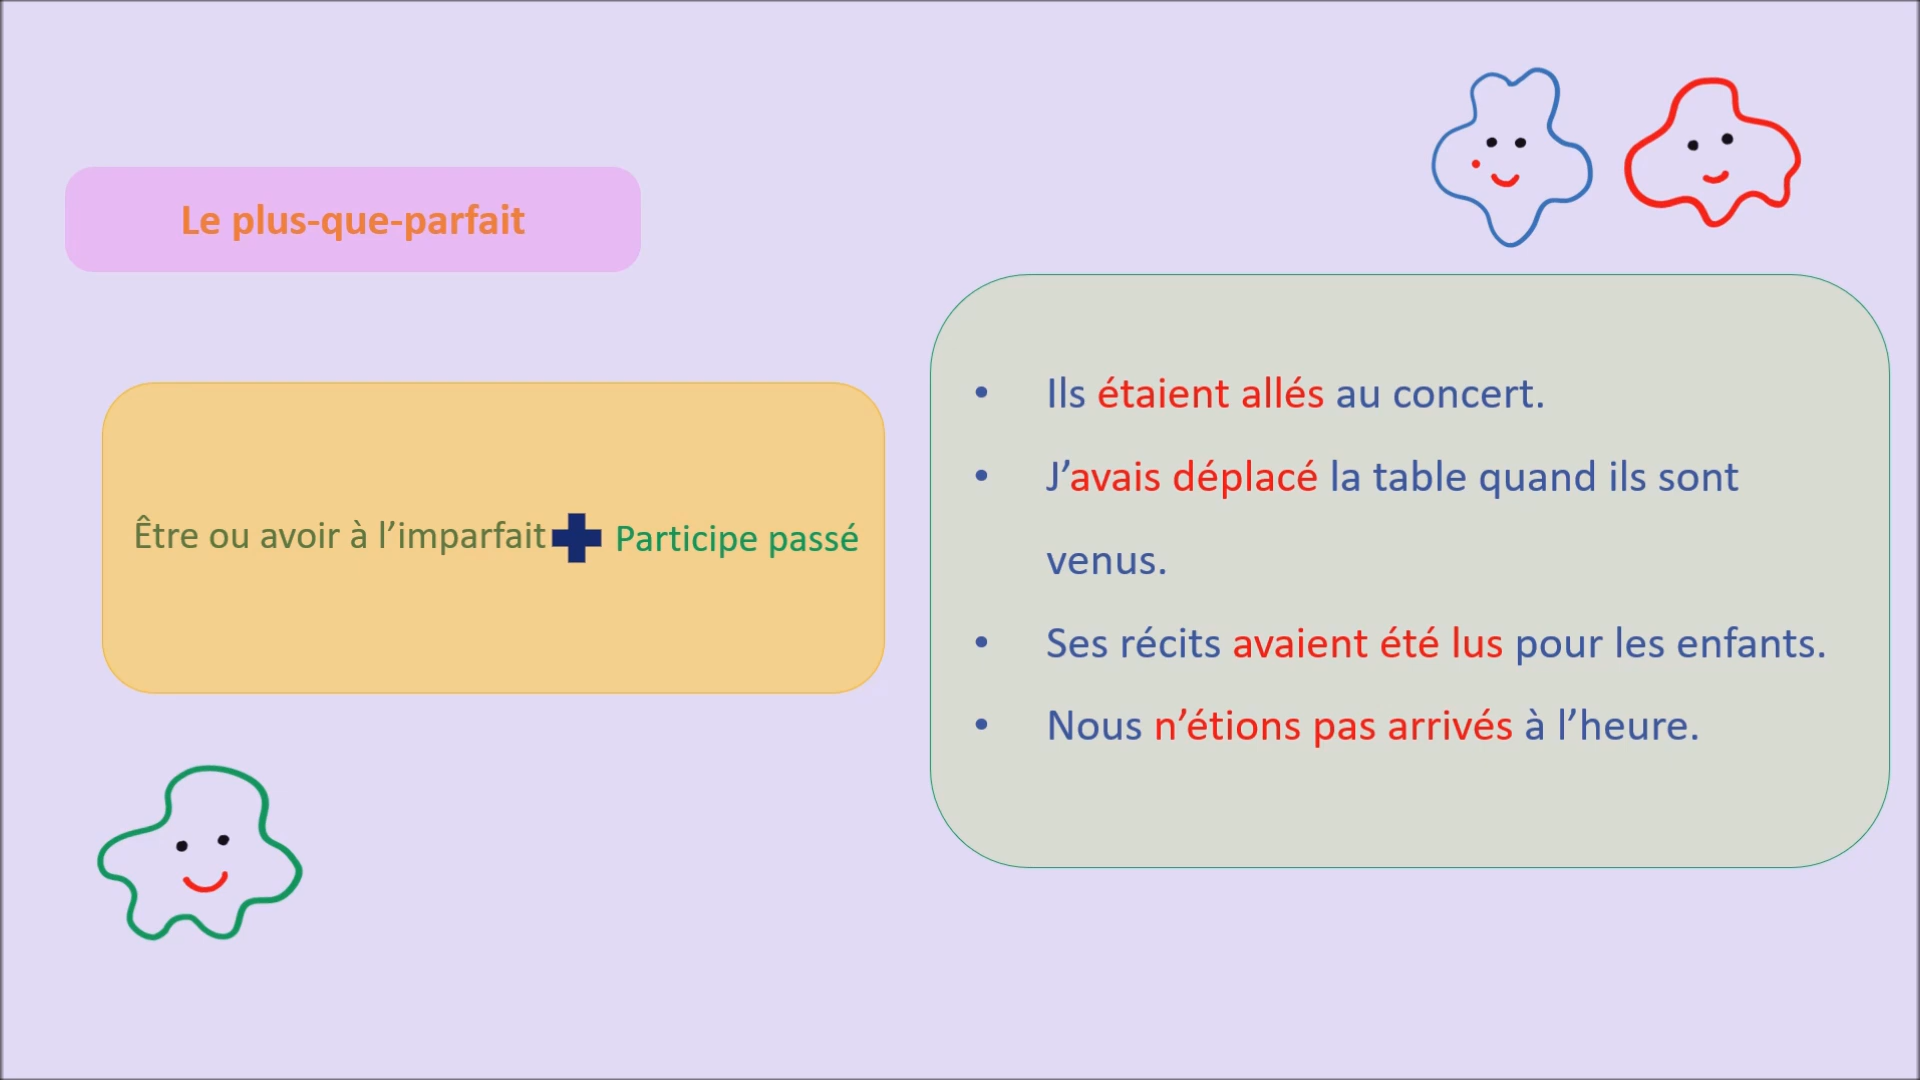 Le plus-que-parfait
Être ou avoir à l’imparfait
Participe passé
• Ils étaient allés au concert.
• J’avais déplacé la table quand ils sont
venus.
• Ses récits avaient été lus pour les enfants.
• Nous n’étions pas arrivés à l’heure.